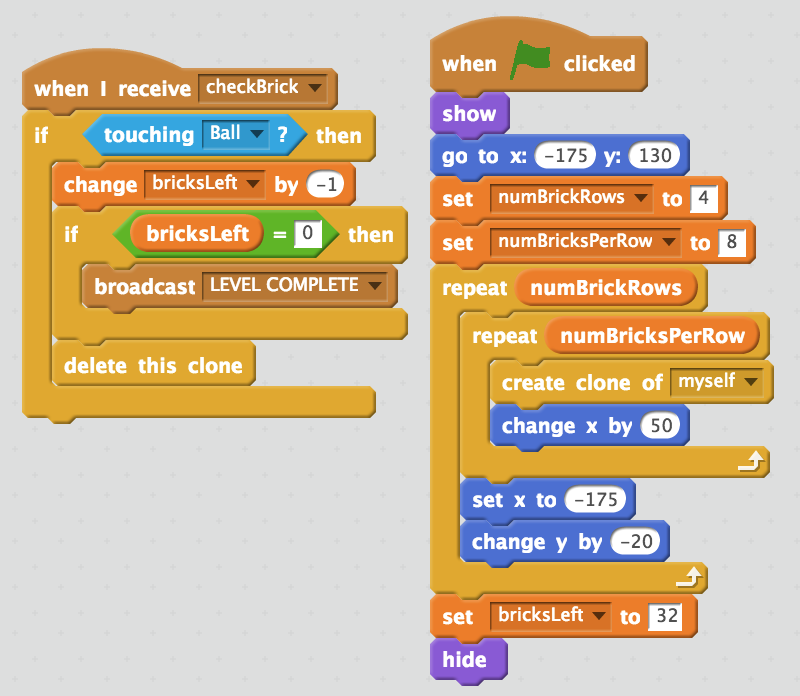 when I receive checkBrick
if touching Ball ? then
change bricksLeft by -1
if bricksLeft = 0 then
broadcast LEVEL COMPLETE
delete this clone
when clicked
show
go to x: -175 y: 130
set numBrickRows to 4
set numBricksPerRow to 8
repeat numBrickRows
repeat numBricksPerRow
create clone of myself
change x by 50
set x to -175
change y by -20
set bricksLeft to 32
hide